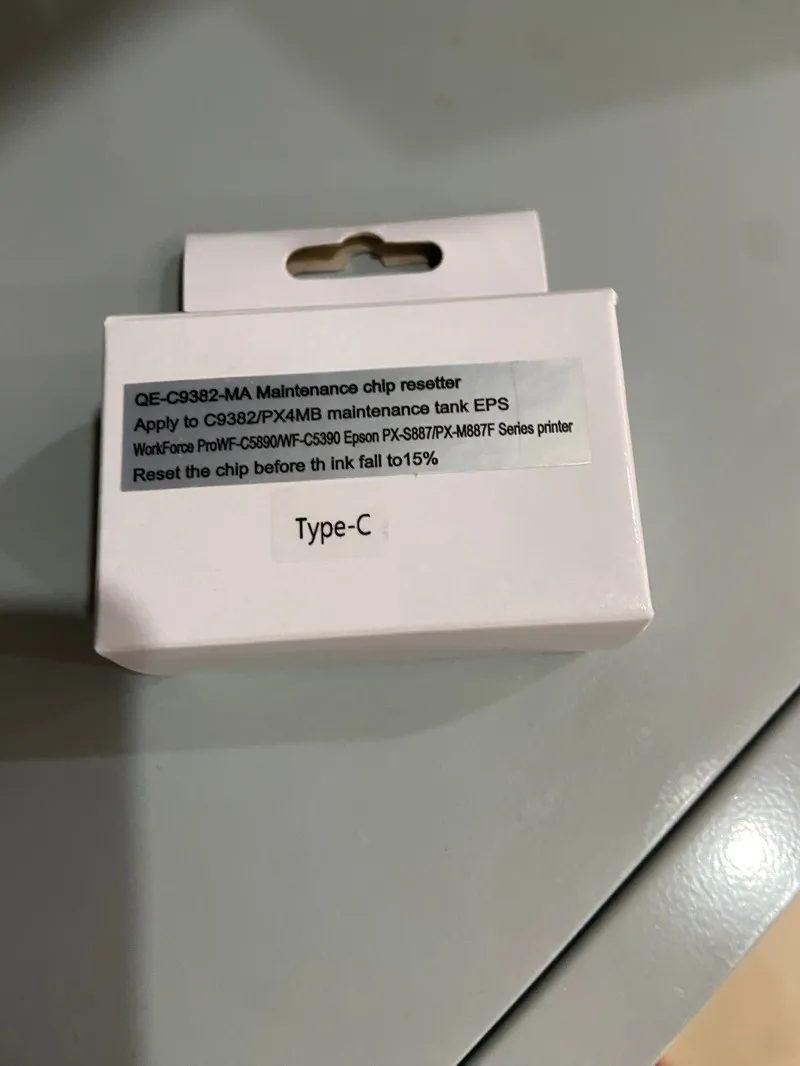 QE-C9382-MA Maintenance chip resetter
Apply to C9382/PX4MB maintenance tank EPS
WorkForce ProWF-C5890/WF-C5390 Epson PX-S887/PX-M887F Series printer
Reset the chip before th ink fall to15%
Type-C